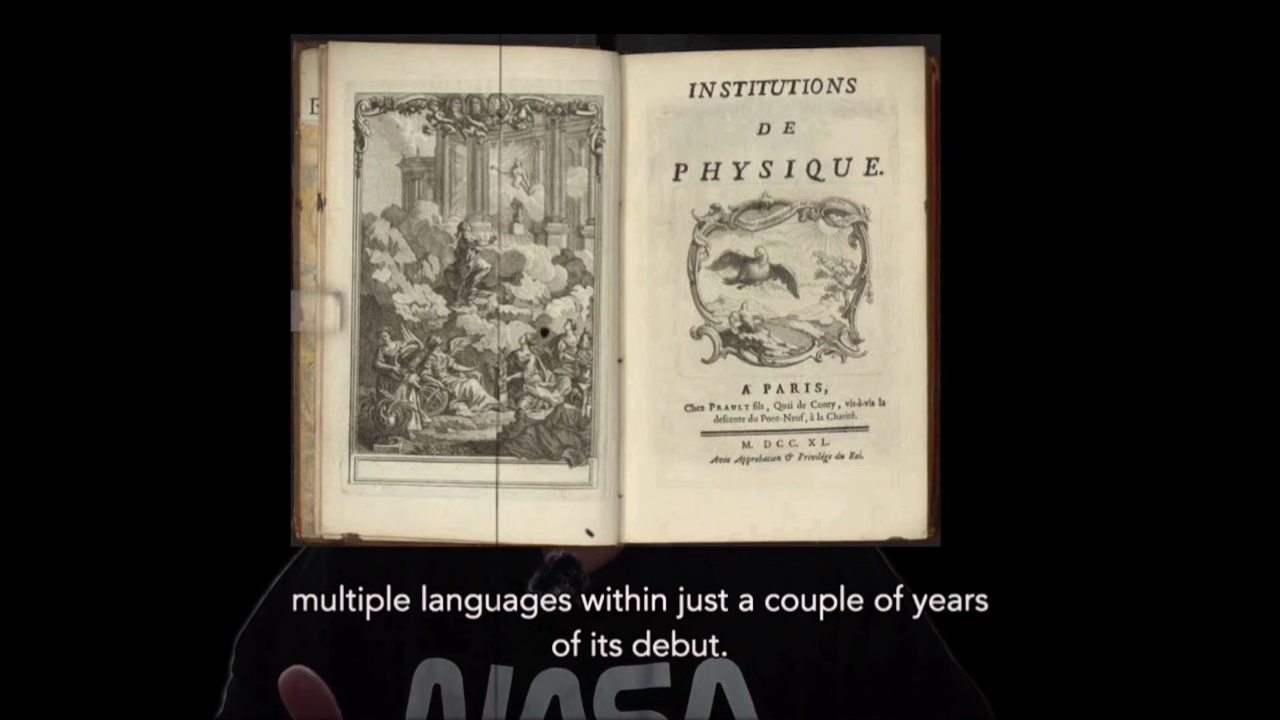 E
INSTITUTIONS
DE
PHYSIQUE.
A PARIS,
Chez PRAULT fils, Quai de Conty, vis-à-vis la
descente du Pont-Neuf, à la Charité.
M. DCC. XL.
Avec Approbation & Privilége du Roi.
multiple languages within just a couple of years
of its debut.
NASA